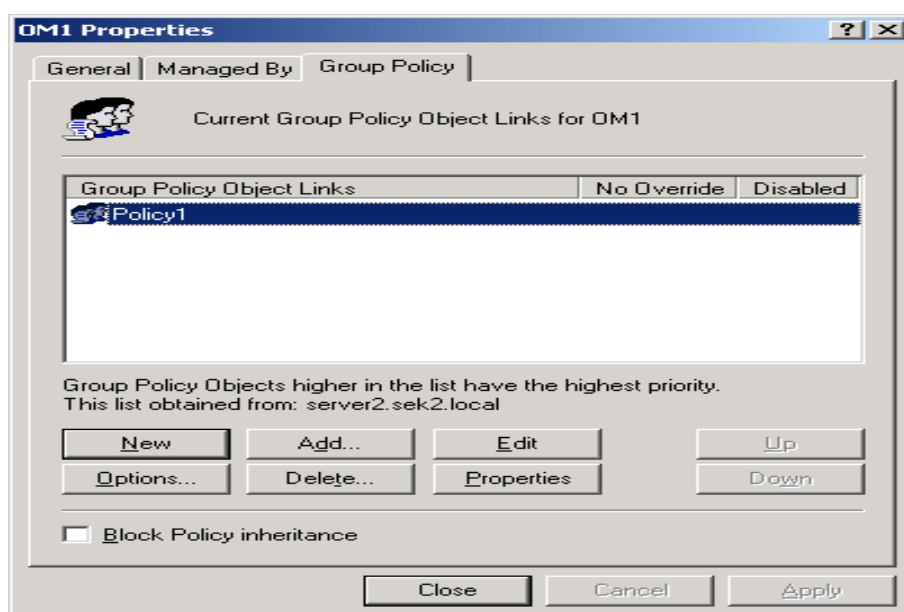 OM1 Properties
General Managed By Group Policy
Current Group Policy Object Links for OM1
Group Policy Object Links No Override Disabled
Policy1
Group Policy Objects higher in the list have the highest priority.
This list obtained from: server2.sek2.local
New Add... Edit Up
Options... Delete... Properties Down
Block Policy inheritance
Close Cancel Apply